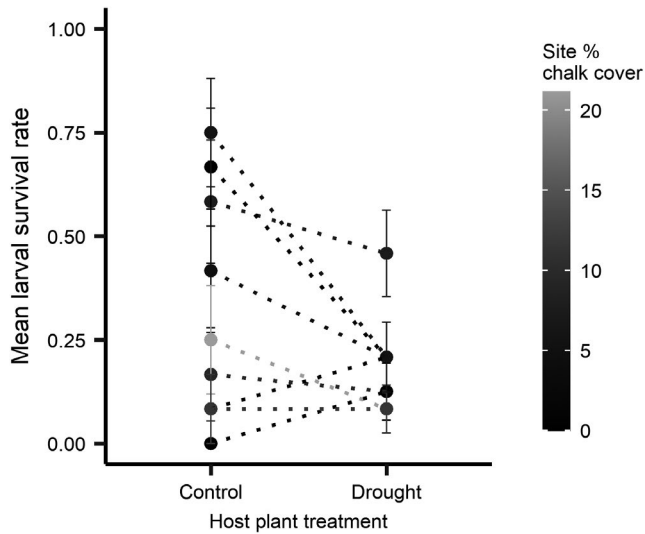 Mean larval survival rate
1.00
0.75
0.50
0.25
0.00
Control
Drought
Host plant treatment
Site %
chalk cover
20
15
10
5
0